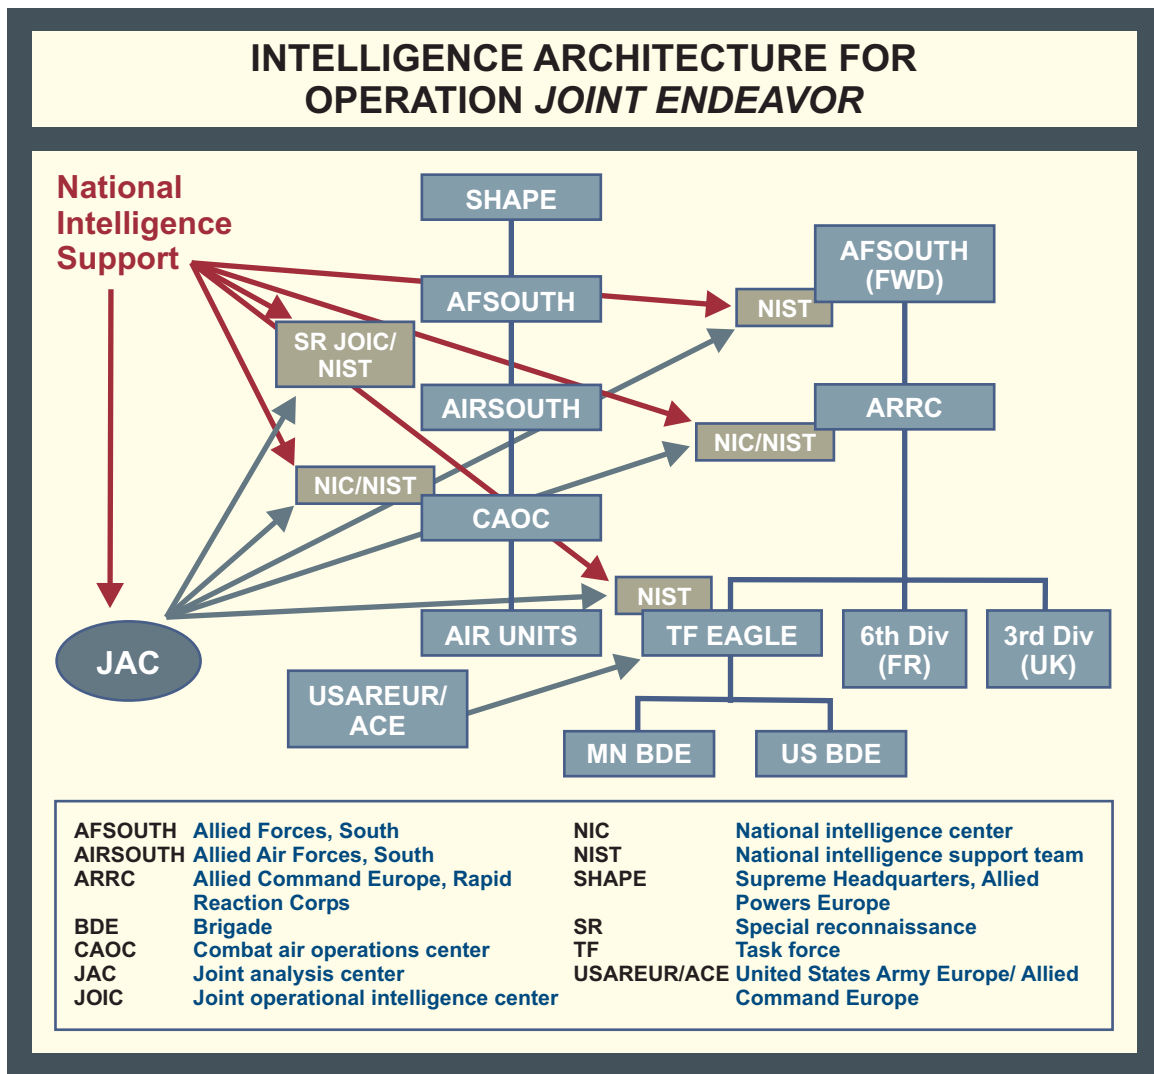 INTELLIGENCE ARCHITECTURE FOR
OPERATION JOINT ENDEAVOR
National
Intelligence
Support
SHAPE
AFSOUTH
(FWD)
AFSOUTH
NIST
SR JOIC/
NIST
AIRSOUTH
ARRC
NIC/NIST
NIC/NIST
CAOC
NIST
AIR UNITS
TF EAGLE
6th Div
(FR)
3rd Div
(UK)
JAC
USAREUR/
ACE
MN BDE
US BDE
AFSOUTH Allied Forces, South
AIRSOUTH Allied Air Forces, South
ARRC Allied Command Europe, Rapid
Reaction Corps
BDE Brigade
CAOC Combat air operations center
JAC Joint analysis center
JOIC Joint operational intelligence center
NIC National intelligence center
NIST National intelligence support team
SHAPE Supreme Headquarters, Allied
Powers Europe
SR Special reconnaissance
TF Task force
USAREUR/ACE United States Army Europe/ Allied
Command Europe